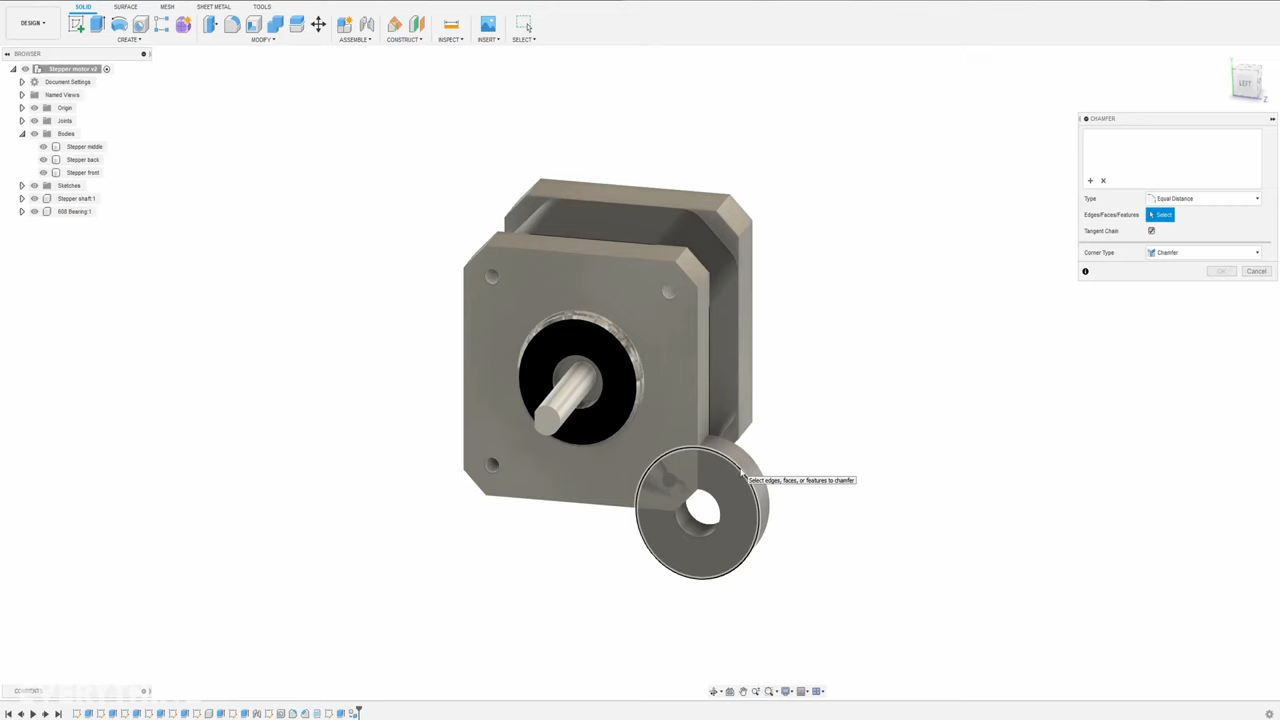 SOLID SURFACE MESH SHEET METAL TOOLS
DESIGN
CREATE MODIFY ASSEMBLE CONSTRUCT INSPECT INSERT SELECT
BROWSER
Stepper motor v2
Document Settings
Named Views
Origin
Joints
Bodies
Stepper middle
Stepper back
Stepper front
Sketches
Stepper shaft:1
608 Bearing:1
LEFT
Z
CHAMFER
Type Equal Distance
Edges/Faces/Features Select
Tangent Chain
Corner Type Chamfer
OK Cancel
Select edges, faces, or features to chamfer
COMMENTS